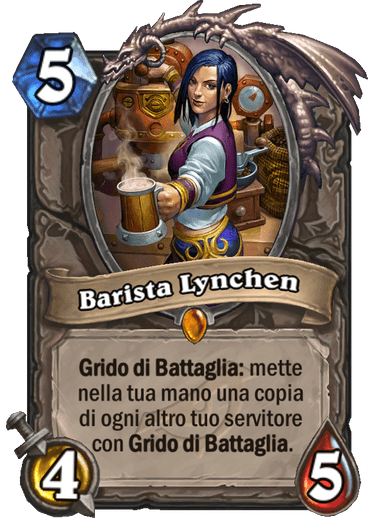 5
Barista Lynchen
Grido di Battaglia: mette
nella tua mano una copia
di ogni altro tuo servitore
con Grido di Battaglia.
4
5